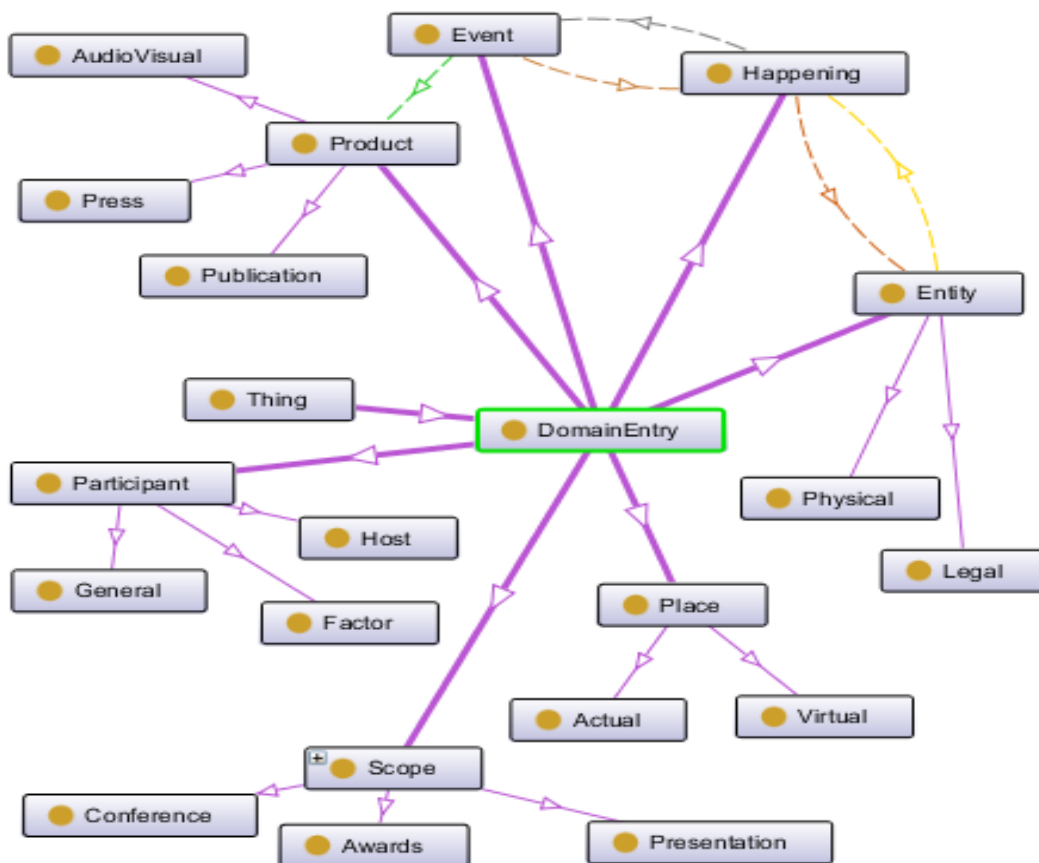 Event
AudioVisual
Happening
Product
Press
Publication
Entity
Thing
DomainEntry
Participant
Physical
Host
Legal
General
Place
Factor
Actual
Virtual
Scope
Conference
Presentation
Awards